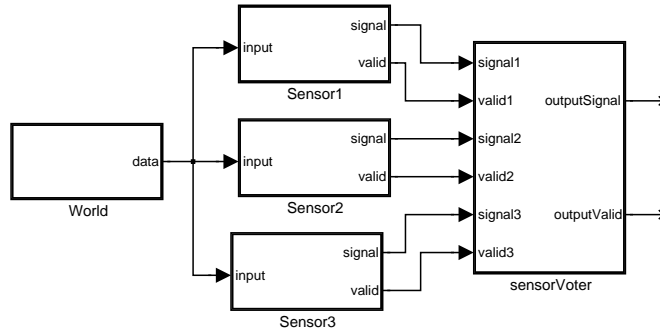 data
World
input
signal
valid
Sensor1
input
signal
valid
Sensor2
input
signal
valid
Sensor3
signal1
valid1
signal2
valid2
signal3
valid3
outputSignal
outputValid
sensorVoter